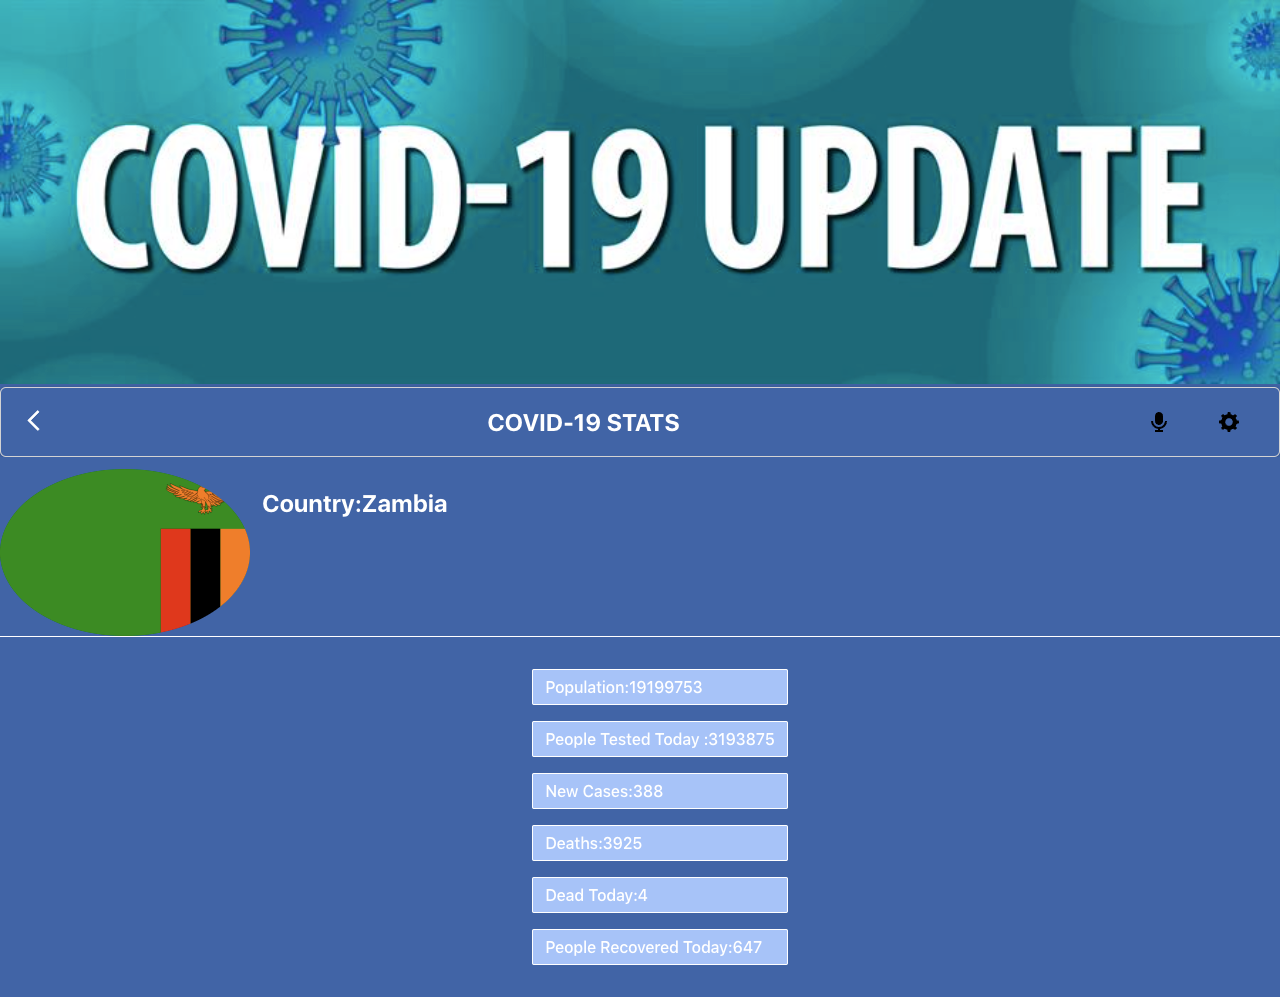 COVID-19 UPDATE
COVID-19 STATS
Country:Zambia
Population:19199753
People Tested Today :3193875
New Cases:388
Deaths:3925
Dead Today:4
People Recovered Today:647